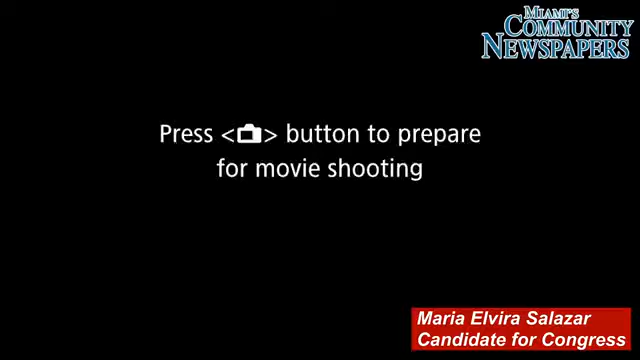 MIAMI'S
COMMUNITY
NEWSPAPERS
Press <📷> button to prepare
for movie shooting
Maria Elvira Salazar
Candidate for Congress